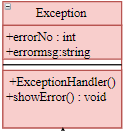 Exception
+errorNo : int
+errormsg:string
+ExceptionHandler()
+showError() : void